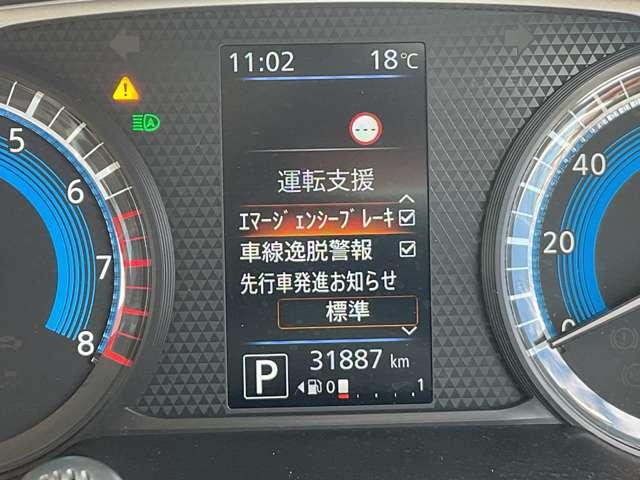 11:02 18℃
---
運転支援
ｴﾏｰｼﾞｪﾝｼｰﾌﾞﾚｰｷ
車線逸脱警報
先行車発進お知らせ
標準
P 31887 km
0 1
5
6
7
8
40
20
0
A